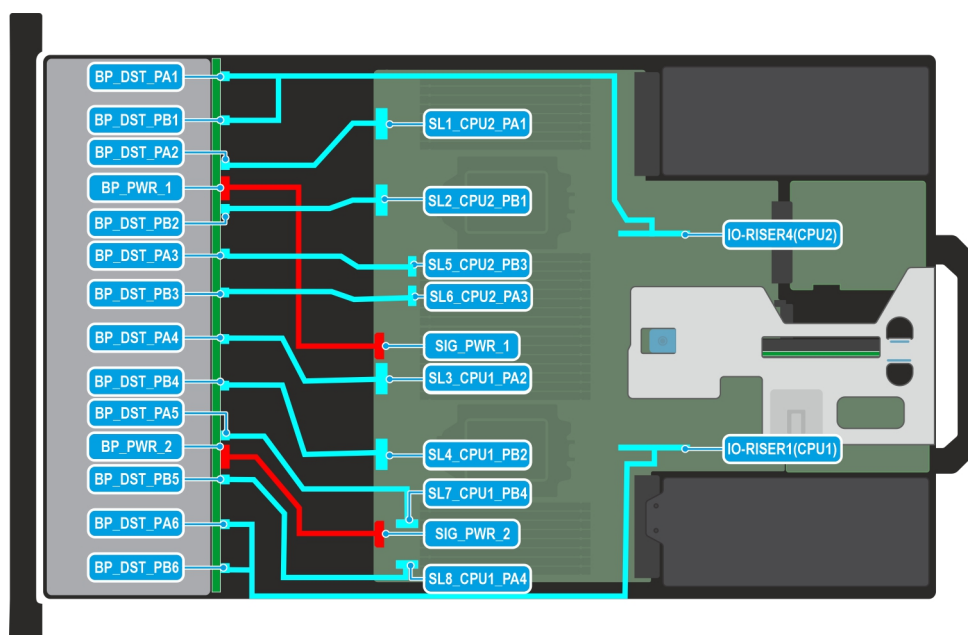 BP_DST_PA1
BP_DST_PB1
BP_DST_PA2
BP_PWR_1
BP_DST_PB2
BP_DST_PA3
BP_DST_PB3
BP_DST_PA4
BP_DST_PB4
BP_DST_PA5
BP_PWR_2
BP_DST_PB5
BP_DST_PA6
BP_DST_PB6
SL1_CPU2_PA1
SL2_CPU2_PB1
SL5_CPU2_PB3
SL6_CPU2_PA3
SIG_PWR_1
SL3_CPU1_PA2
SL4_CPU1_PB2
SL7_CPU1_PB4
SIG_PWR_2
SL8_CPU1_PA4
IO-RISER4(CPU2)
IO-RISER1(CPU1)